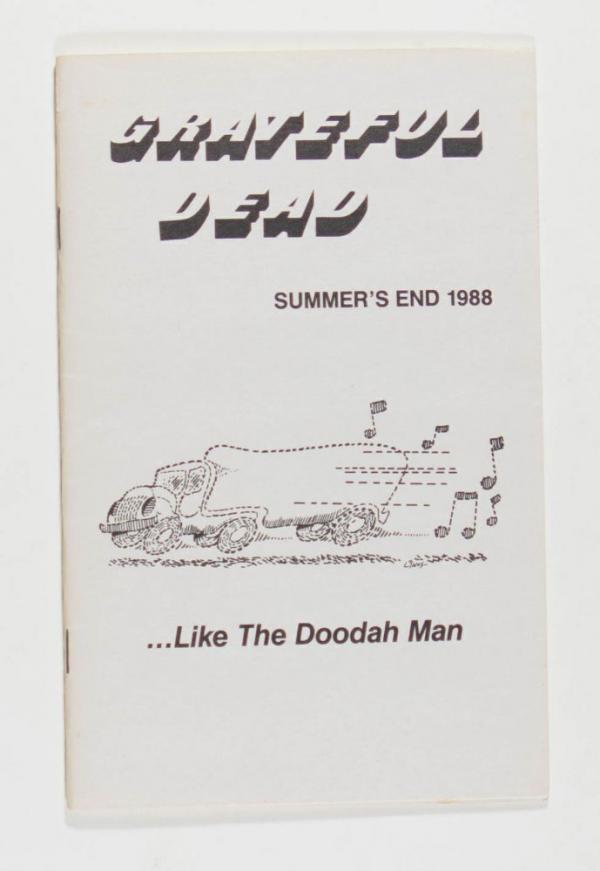 GRATEFUL
DEAD
SUMMER'S END 1988
...Like The Doodah Man